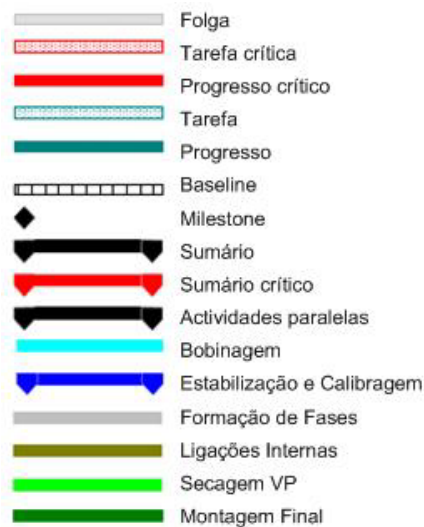 Folga
Tarefa crítica
Progresso crítico
Tarefa
Progresso
Baseline
Milestone
Sumário
Sumário crítico
Actividades paralelas
Bobinagem
Estabilização e Calibragem
Formação de Fases
Ligações Internas
Secagem VP
Montagem Final